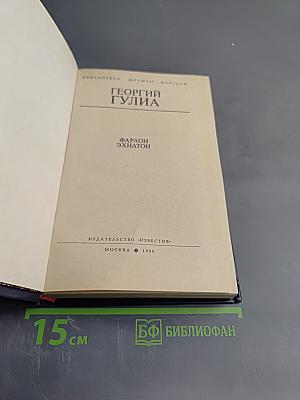 БИБЛИОТЕКА ДРУЖБЫ НАРОДОВ
ГЕОРГИЙ
ГУЛИА
ФАРАОН
ЭХНАТОН
ИЗДАТЕЛЬСТВО «ИЗВЕСТИЯ»
МОСКВА
15 СМ
БФ БИБЛИОФАН